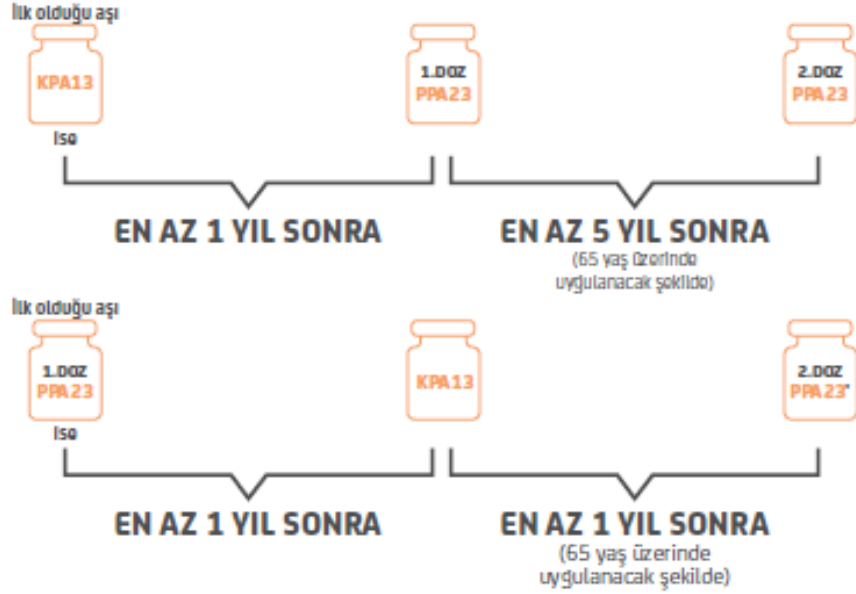 İlk olduğu aşı
KPA13
1.DOZ
PPA23
2.DOZ
PPA23
ise
EN AZ 1 YIL SONRA
EN AZ 5 YIL SONRA
(65 yaş üzerinde
uygulanacak şekilde)
İlk olduğu aşı
1.DOZ
PPA23
KPA13
2.DOZ
PPA23*
ise
EN AZ 1 YIL SONRA
EN AZ 1 YIL SONRA
(65 yaş üzerinde
uygulanacak şekilde)